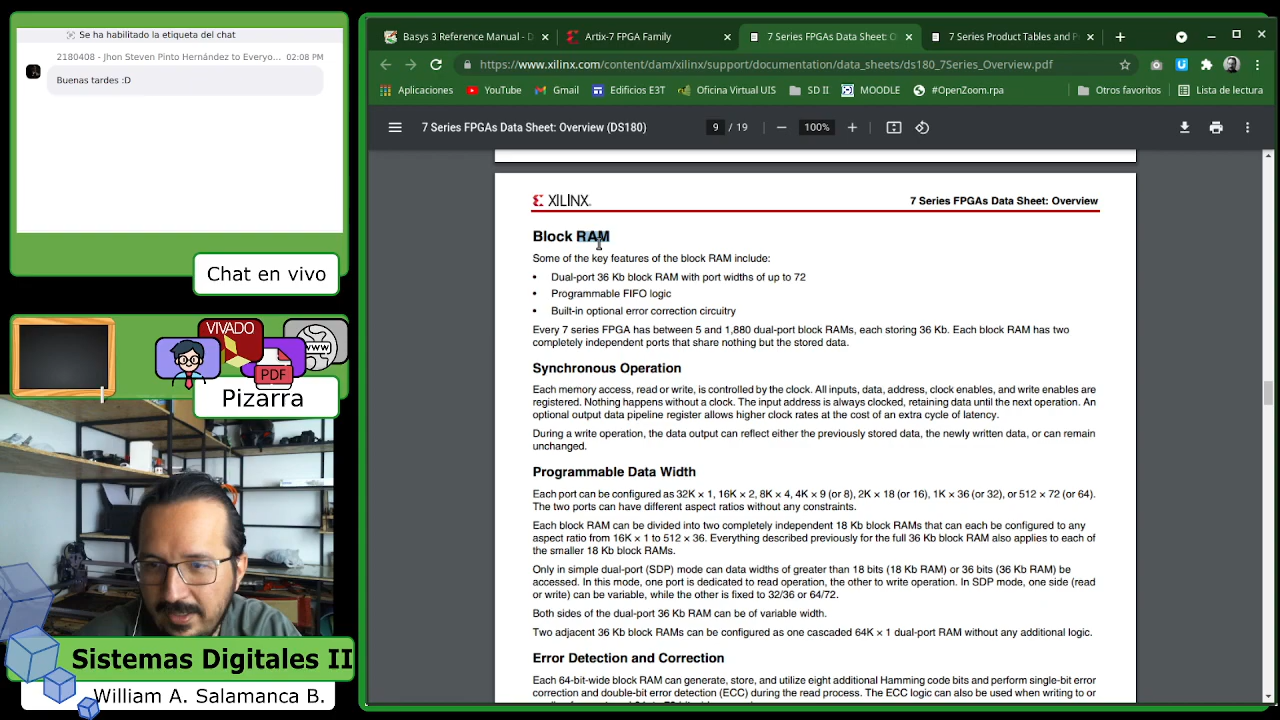 Se ha habilitado la etiqueta del chat
2180408 - Jhon Steven Pinto Hernández to Everyo... 02:08 PM
Buenas tardes :D
Chat en vivo
VIVADO
WWW
PDF
Pizarra
Sistemas Digitales II
William A. Salamanca B.
Basys 3 Reference Manual - D
Artix-7 FPGA Family
7 Series FPGAs Data Sheet: O
7 Series Product Tables and P
https://www.xilinx.com/content/dam/xilinx/support/documentation/data_sheets/ds180_7Series_Overview.pdf
Aplicaciones YouTube Gmail Edificios E3T Oficina Virtual UIS SD II MOODLE #OpenZoom.rpa Otros favoritos Lista de lectura
7 Series FPGAs Data Sheet: Overview (DS180) 9 / 19 100%
XILINX. 7 Series FPGAs Data Sheet: Overview
Block RAM
Some of the key features of the block RAM include:
• Dual-port 36 Kb block RAM with port widths of up to 72
• Programmable FIFO logic
• Built-in optional error correction circuitry
Every 7 series FPGA has between 5 and 1,880 dual-port block RAMs, each storing 36 Kb. Each block RAM has two
completely independent ports that share nothing but the stored data.
Synchronous Operation
Each memory access, read or write, is controlled by the clock. All inputs, data, address, clock enables, and write enables are
registered. Nothing happens without a clock. The input address is always clocked, retaining data until the next operation. An
optional output data pipeline register allows higher clock rates at the cost of an extra cycle of latency.
During a write operation, the data output can reflect either the previously stored data, the newly written data, or can remain
unchanged.
Programmable Data Width
Each port can be configured as 32K × 1, 16K × 2, 8K × 4, 4K × 9 (or 8), 2K × 18 (or 16), 1K × 36 (or 32), or 512 × 72 (or 64).
The two ports can have different aspect ratios without any constraints.
Each block RAM can be divided into two completely independent 18 Kb block RAMs that can each be configured to any
aspect ratio from 16K × 1 to 512 × 36. Everything described previously for the full 36 Kb block RAM also applies to each of
the smaller 18 Kb block RAMs.
Only in simple dual-port (SDP) mode can data widths of greater than 18 bits (18 Kb RAM) or 36 bits (36 Kb RAM) be
accessed. In this mode, one port is dedicated to read operation, the other to write operation. In SDP mode, one side (read
or write) can be variable, while the other is fixed to 32/36 or 64/72.
Both sides of the dual-port 36 Kb RAM can be of variable width.
Two adjacent 36 Kb block RAMs can be configured as one cascaded 64K × 1 dual-port RAM without any additional logic.
Error Detection and Correction
Each 64-bit-wide block RAM can generate, store, and utilize eight additional Hamming code bits and perform single-bit error
correction and double-bit error detection (ECC) during the read process. The ECC logic can also be used when writing to or